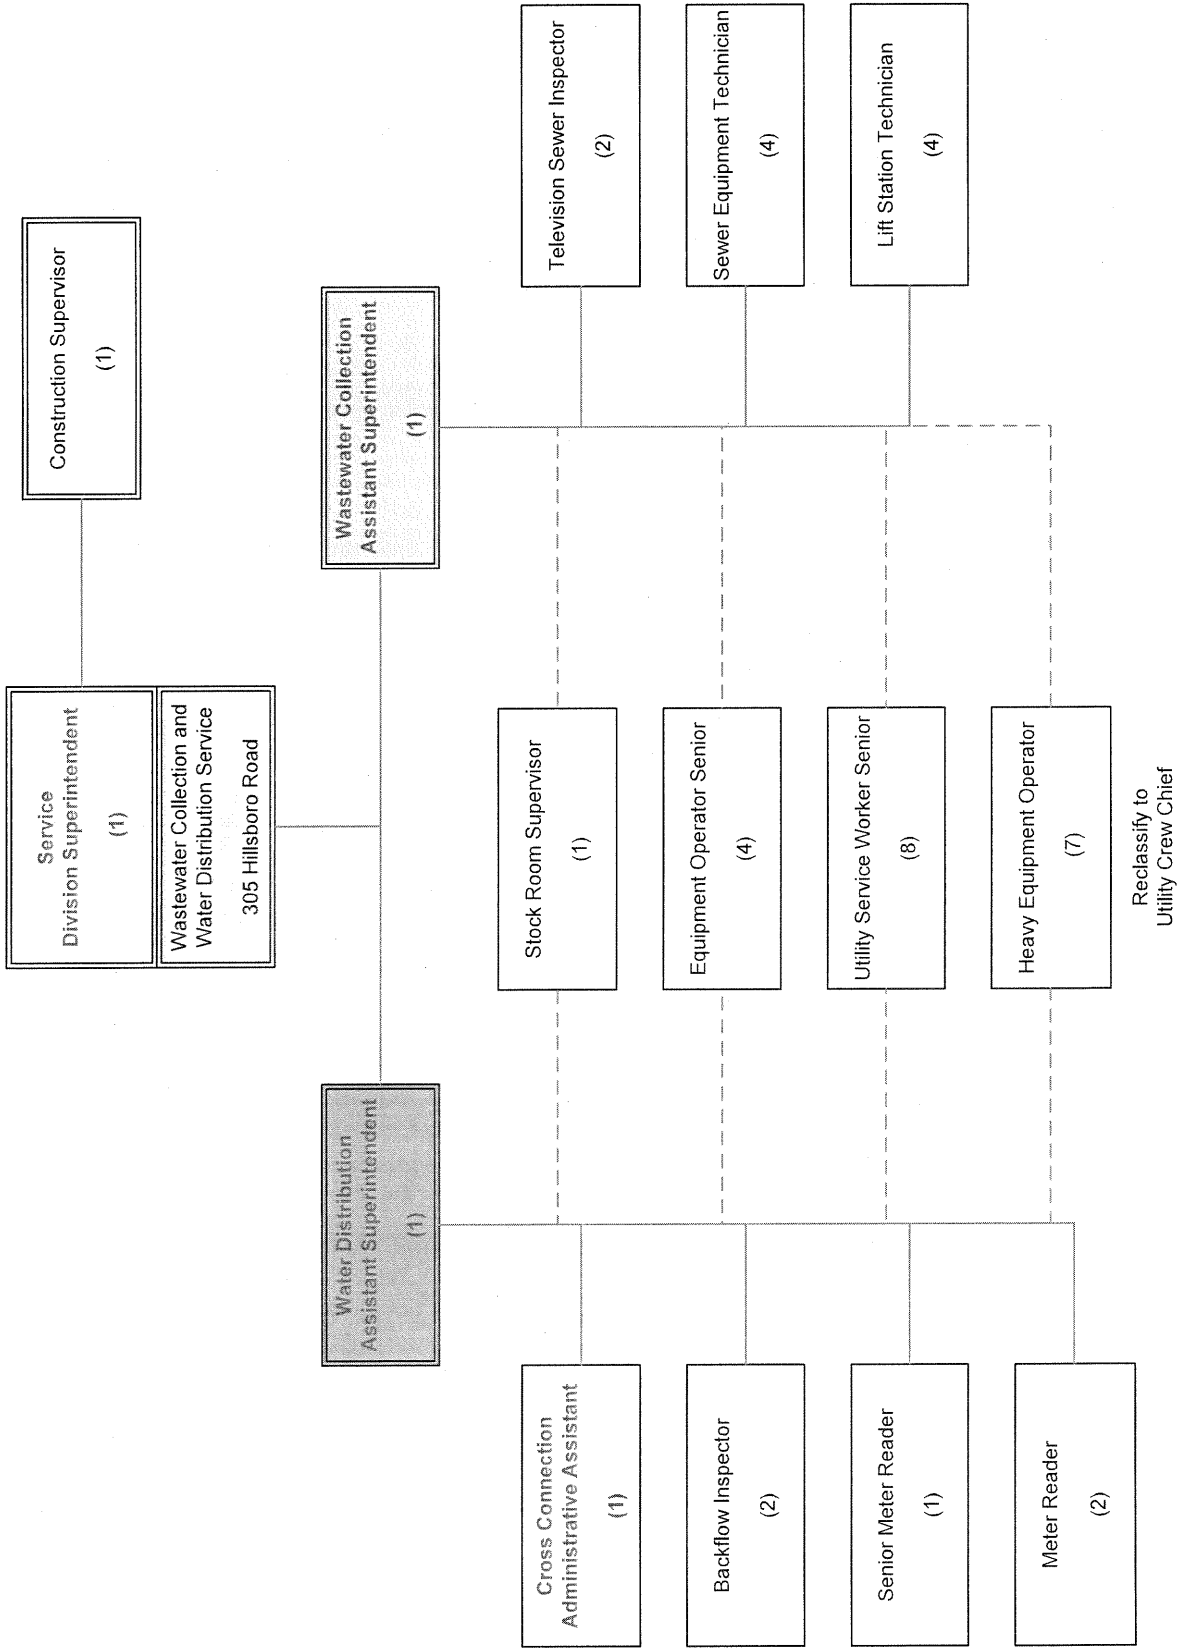 Service
Division Superintendent
(1)
Wastewater Collection and
Water Distribution Service
305 Hillsboro Road
Construction Supervisor
(1)
Water Distribution
Assistant Superintendent
(1)
Wastewater Collection
Assistant Superintendent
(1)
Cross Connection
Administrative Assistant
(1)
Backflow Inspector
(2)
Senior Meter Reader
(1)
Meter Reader
(2)
Stock Room Supervisor
(1)
Equipment Operator Senior
(4)
Utility Service Worker Senior
(8)
Heavy Equipment Operator
(7)
Reclassify to
Utility Crew Chief
Television Sewer Inspector
(2)
Sewer Equipment Technician
(4)
Lift Station Technician
(4)